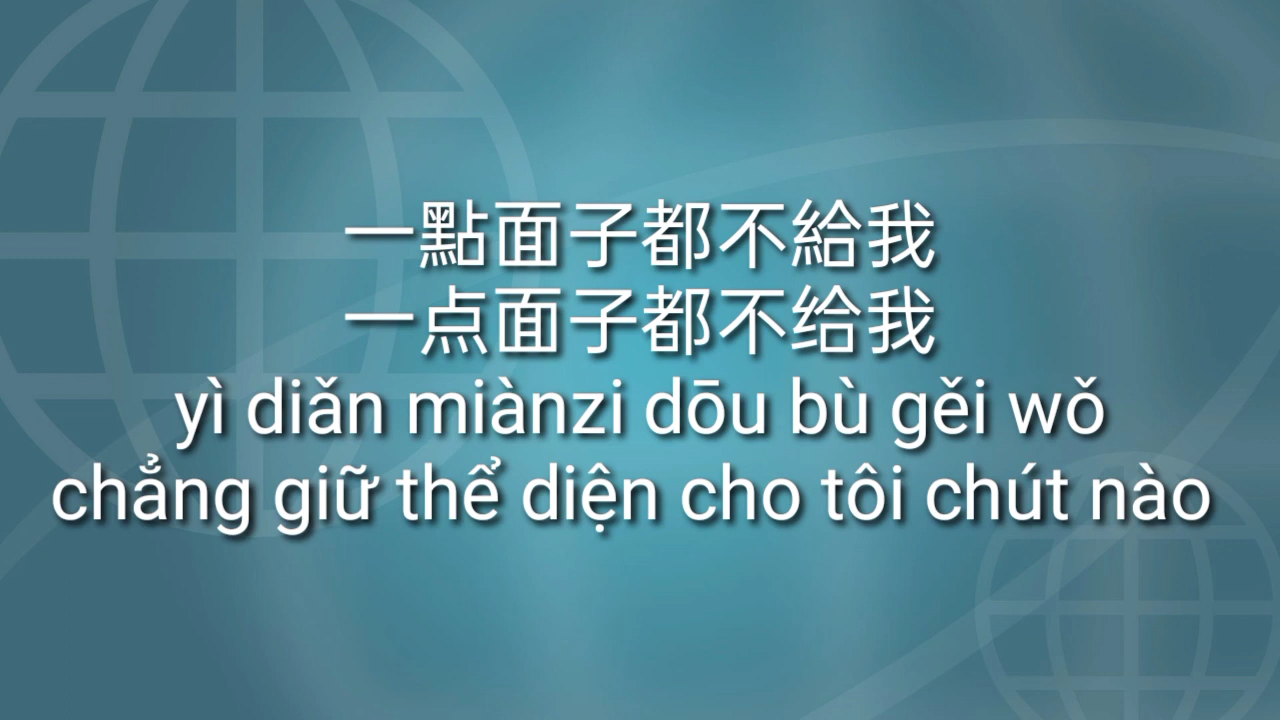 一點面子都不給我
一点面子都不给我
yì diǎn miànzi dōu bù gěi wǒ
chẳng giữ thể diện cho tôi chút nào